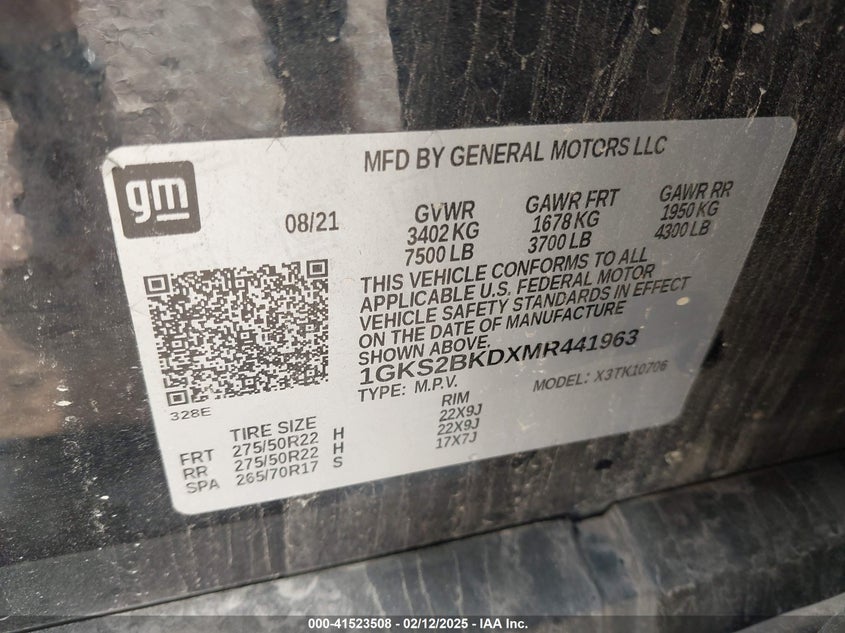 gm
MFD BY GENERAL MOTORS LLC
08/21
GVWR
3402 KG
7500 LB
GAWR FRT
1678 KG
3700 LB
GAWR RR
1950 KG
4300 LB
THIS VEHICLE CONFORMS TO ALL
APPLICABLE U.S. FEDERAL MOTOR
VEHICLE SAFETY STANDARDS IN EFFECT
ON THE DATE OF MANUFACTURE
SHOWN ABOVE.
1GKS2BKDXMR441963
TYPE: M.P.V. MODEL: X3TK10706
328E
TIRE SIZE RIM
FRT 275/50R22 H 22X9J
RR 275/50R22 H 22X9J
SPA 265/70R17 S 17X7J
000-41523508 - 02/12/2025 - IAA Inc.